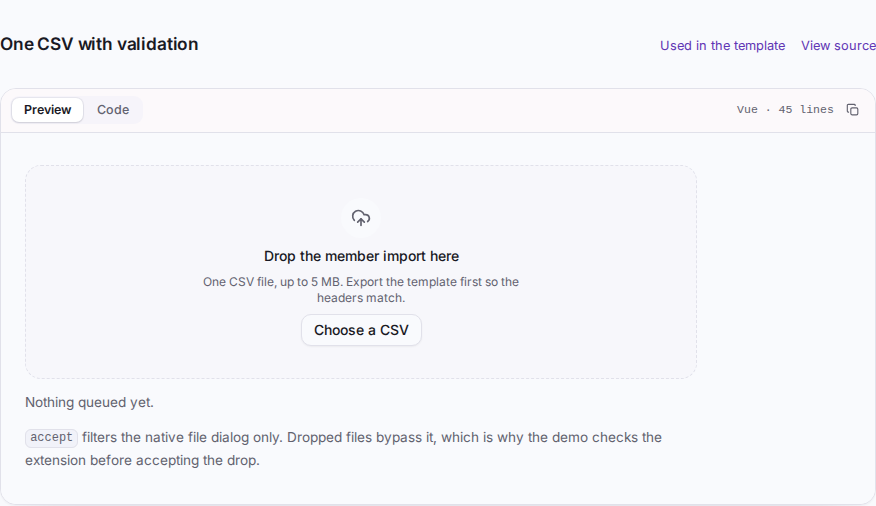 One CSV with validation
Used in the template
View source
Preview
Code
Vue · 45 lines
Drop the member import here
One CSV file, up to 5 MB. Export the template first so the
headers match.
Choose a CSV
Nothing queued yet.
accept filters the native file dialog only. Dropped files bypass it, which is why the demo checks the
extension before accepting the drop.